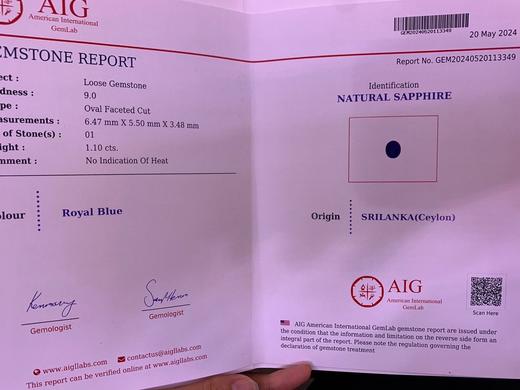 AIG
American International
GemLab
EMSTONE REPORT
ect : Loose Gemstone
dness : 9.0
pe : Oval Faceted Cut
asurements : 6.47 mm X 5.50 mm X 3.48 mm
of Stone(s) : 01
ight : 1.10 cts.
mment : No Indication Of Heat
olour Royal Blue
Gemologist
Gemologist
www.aigllabs.com contactus@aigllabs.com
This report can be verified online at www.aigllabs.com
GEM20240520113349
20 May 2024
Report No. GEM20240520113349
Identification
NATURAL SAPPHIRE
Origin SRILANKA(Ceylon)
AIG
American International
GemLab
Scan Here
AIG American International GemLab gemstone report are issued under
the condition that the information and limitation on the reverse side form an
integral part of the report. Please note the regulation governing the
declaration of gemstone treatment